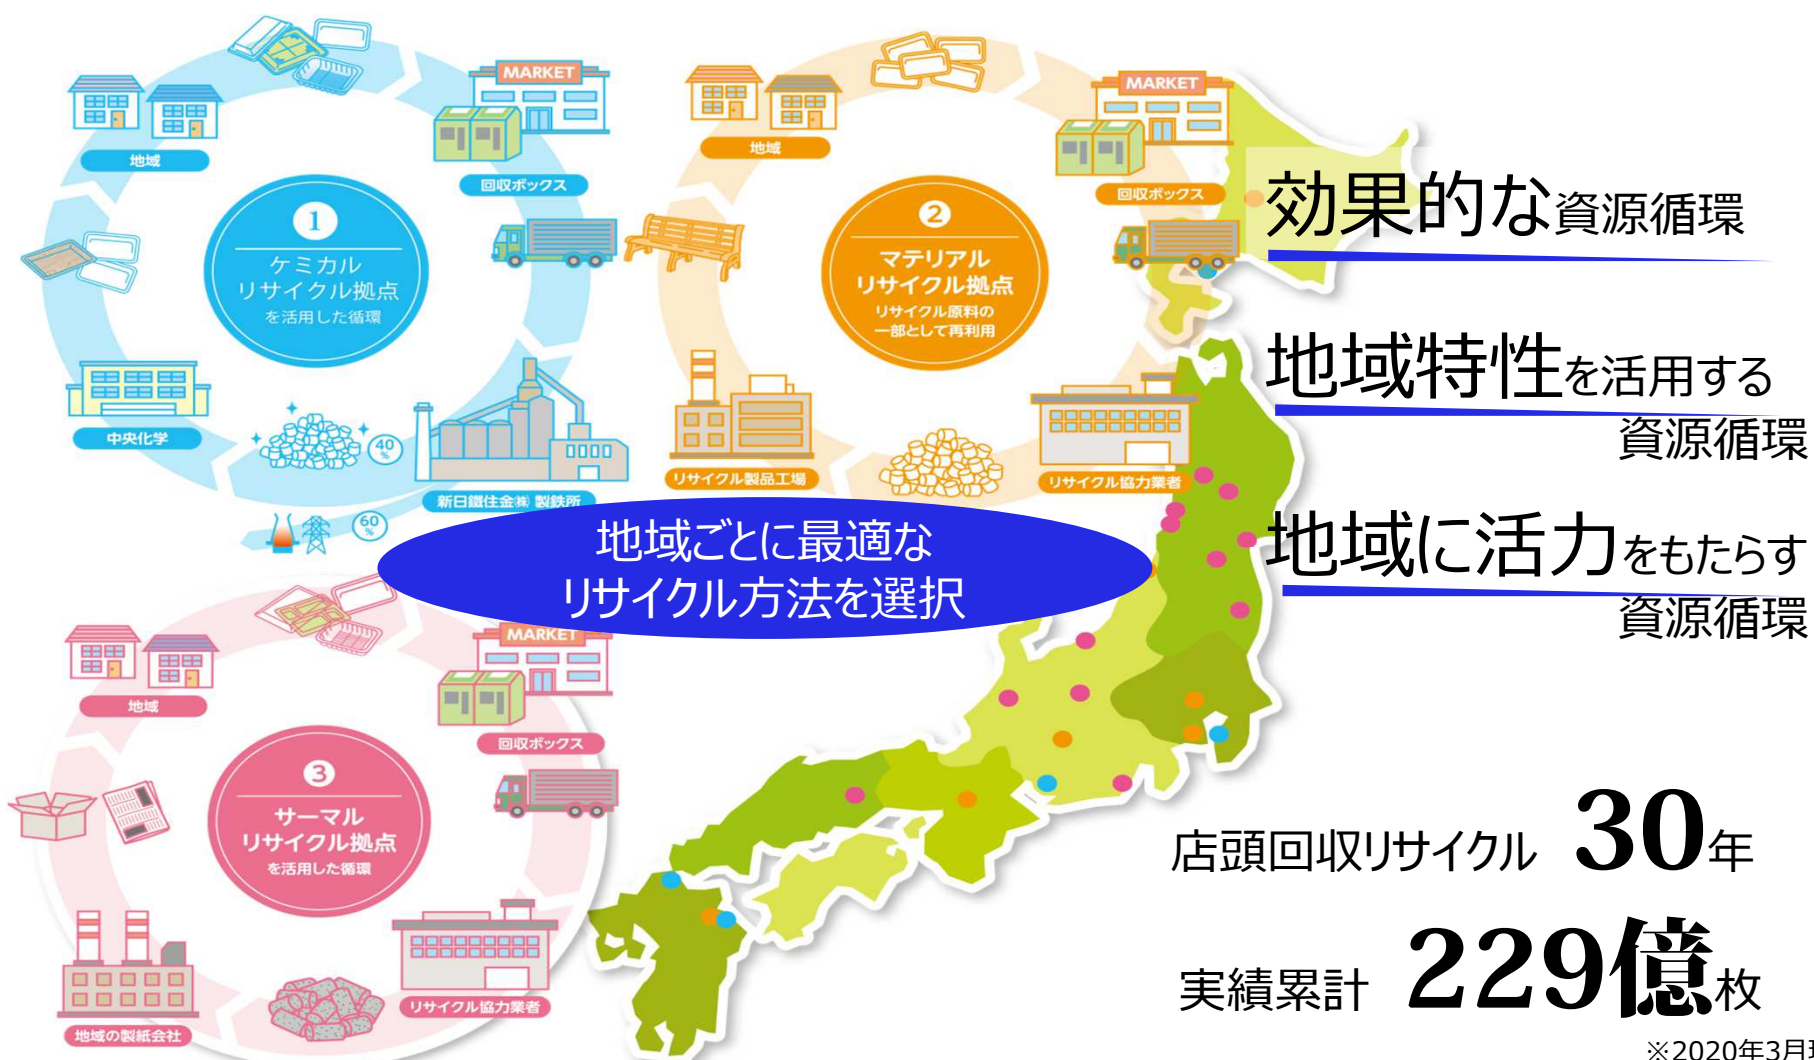 MARKET
地域
回収ボックス
1
ケミカル
リサイクル拠点
を活用した循環
中央化学
40
%
新日鐵住金㈱ 製鉄所
60
%
MARKET
地域
回収ボックス
2
マテリアル
リサイクル拠点
リサイクル原料の
一部として再利用
リサイクル製品工場
リサイクル協力業者
効果的な資源循環
地域特性を活用する
資源循環
地域に活力をもたらす
資源循環
地域ごとに最適な
リサイクル方法を選択
MARKET
地域
回収ボックス
3
サーマル
リサイクル拠点
を活用した循環
リサイクル協力業者
地域の製紙会社
店頭回収リサイクル 30年
実績累計 229億枚
※2020年3月